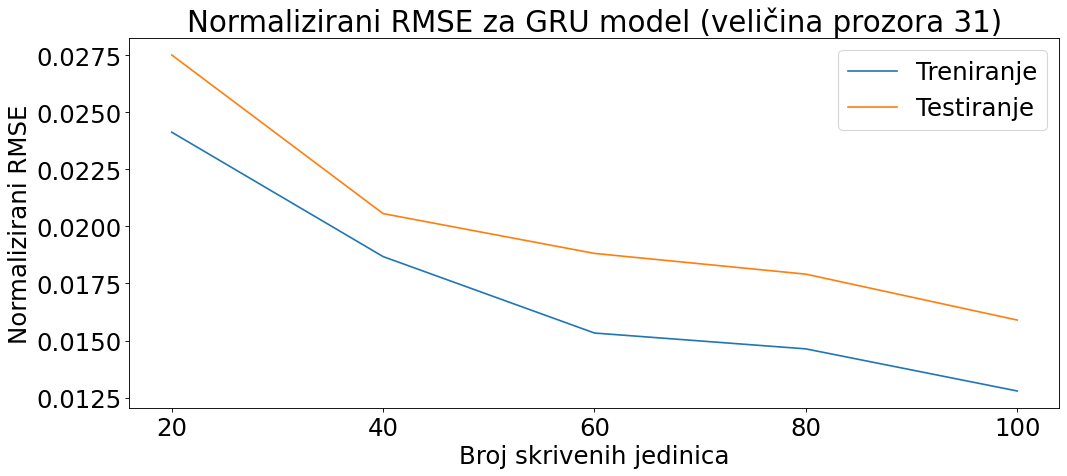 Normalizirani RMSE za GRU model (veličina prozora 31)
Treniranje
Testiranje
Normalizirani RMSE
0.0275
0.0250
0.0225
0.0200
0.0175
0.0150
0.0125
20 40 60 80 100
Broj skrivenih jedinica